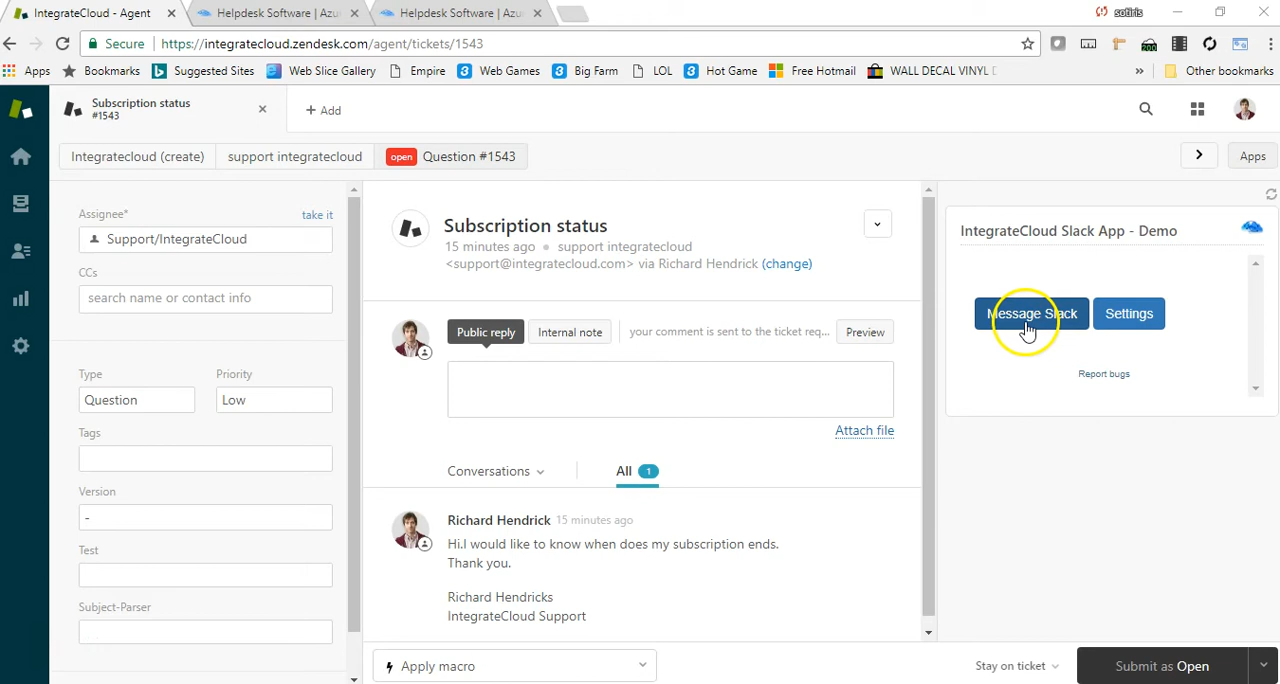 IntegrateCloud - Agent
Helpdesk Software | Azu
Helpdesk Software | Azu
sotiris
Secure
https://integratecloud.zendesk.com/agent/tickets/1543
Apps
Bookmarks
Suggested Sites
Web Slice Gallery
Empire
Web Games
Big Farm
LOL
Hot Game
Free Hotmail
WALL DECAL VINYL
»
Other bookmarks
Subscription status
#1543
+ Add
Integratecloud (create)
support integratecloud
open Question #1543
Apps
Assignee*
take it
Support/IntegrateCloud
CCs
search name or contact info
Type
Priority
Question
Low
Tags
Version
-
Test
Subject-Parser
Subscription status
15 minutes ago • support integratecloud
<support@integratecloud.com> via Richard Hendrick (change)
Public reply
Internal note
your comment is sent to the ticket req...
Preview
Attach file
Conversations
All 1
Richard Hendrick 15 minutes ago
Hi.I would like to know when does my subscription ends.
Thank you.
Richard Hendricks
IntegrateCloud Support
Apply macro
Stay on ticket
Submit as Open
IntegrateCloud Slack App - Demo
Message Slack
Settings
Report bugs